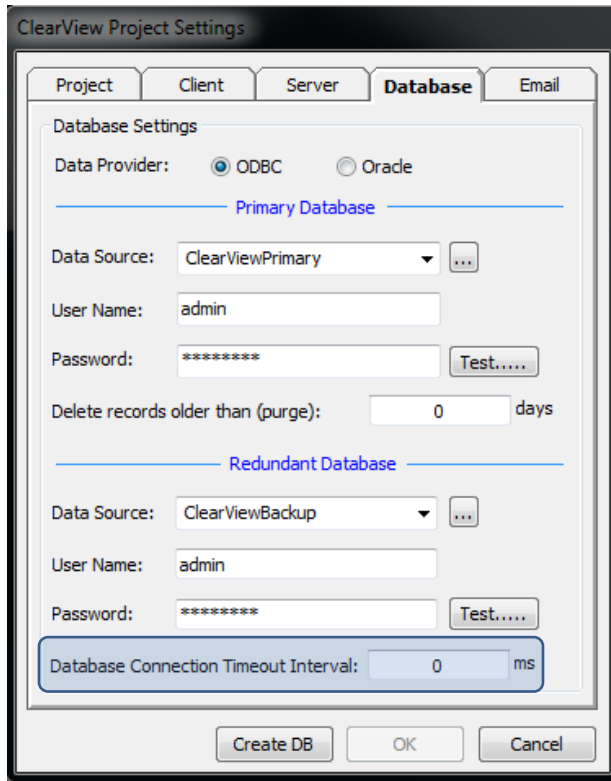 ClearView Project Settings
Project Client Server Database Email
Database Settings
Data Provider: ODBC Oracle
Primary Database
Data Source: ClearViewPrimary ...
User Name: admin
Password: ******** Test.....
Delete records older than (purge): 0 days
Redundant Database
Data Source: ClearViewBackup ...
User Name: admin
Password: ******** Test.....
Database Connection Timeout Interval: 0 ms
Create DB OK Cancel